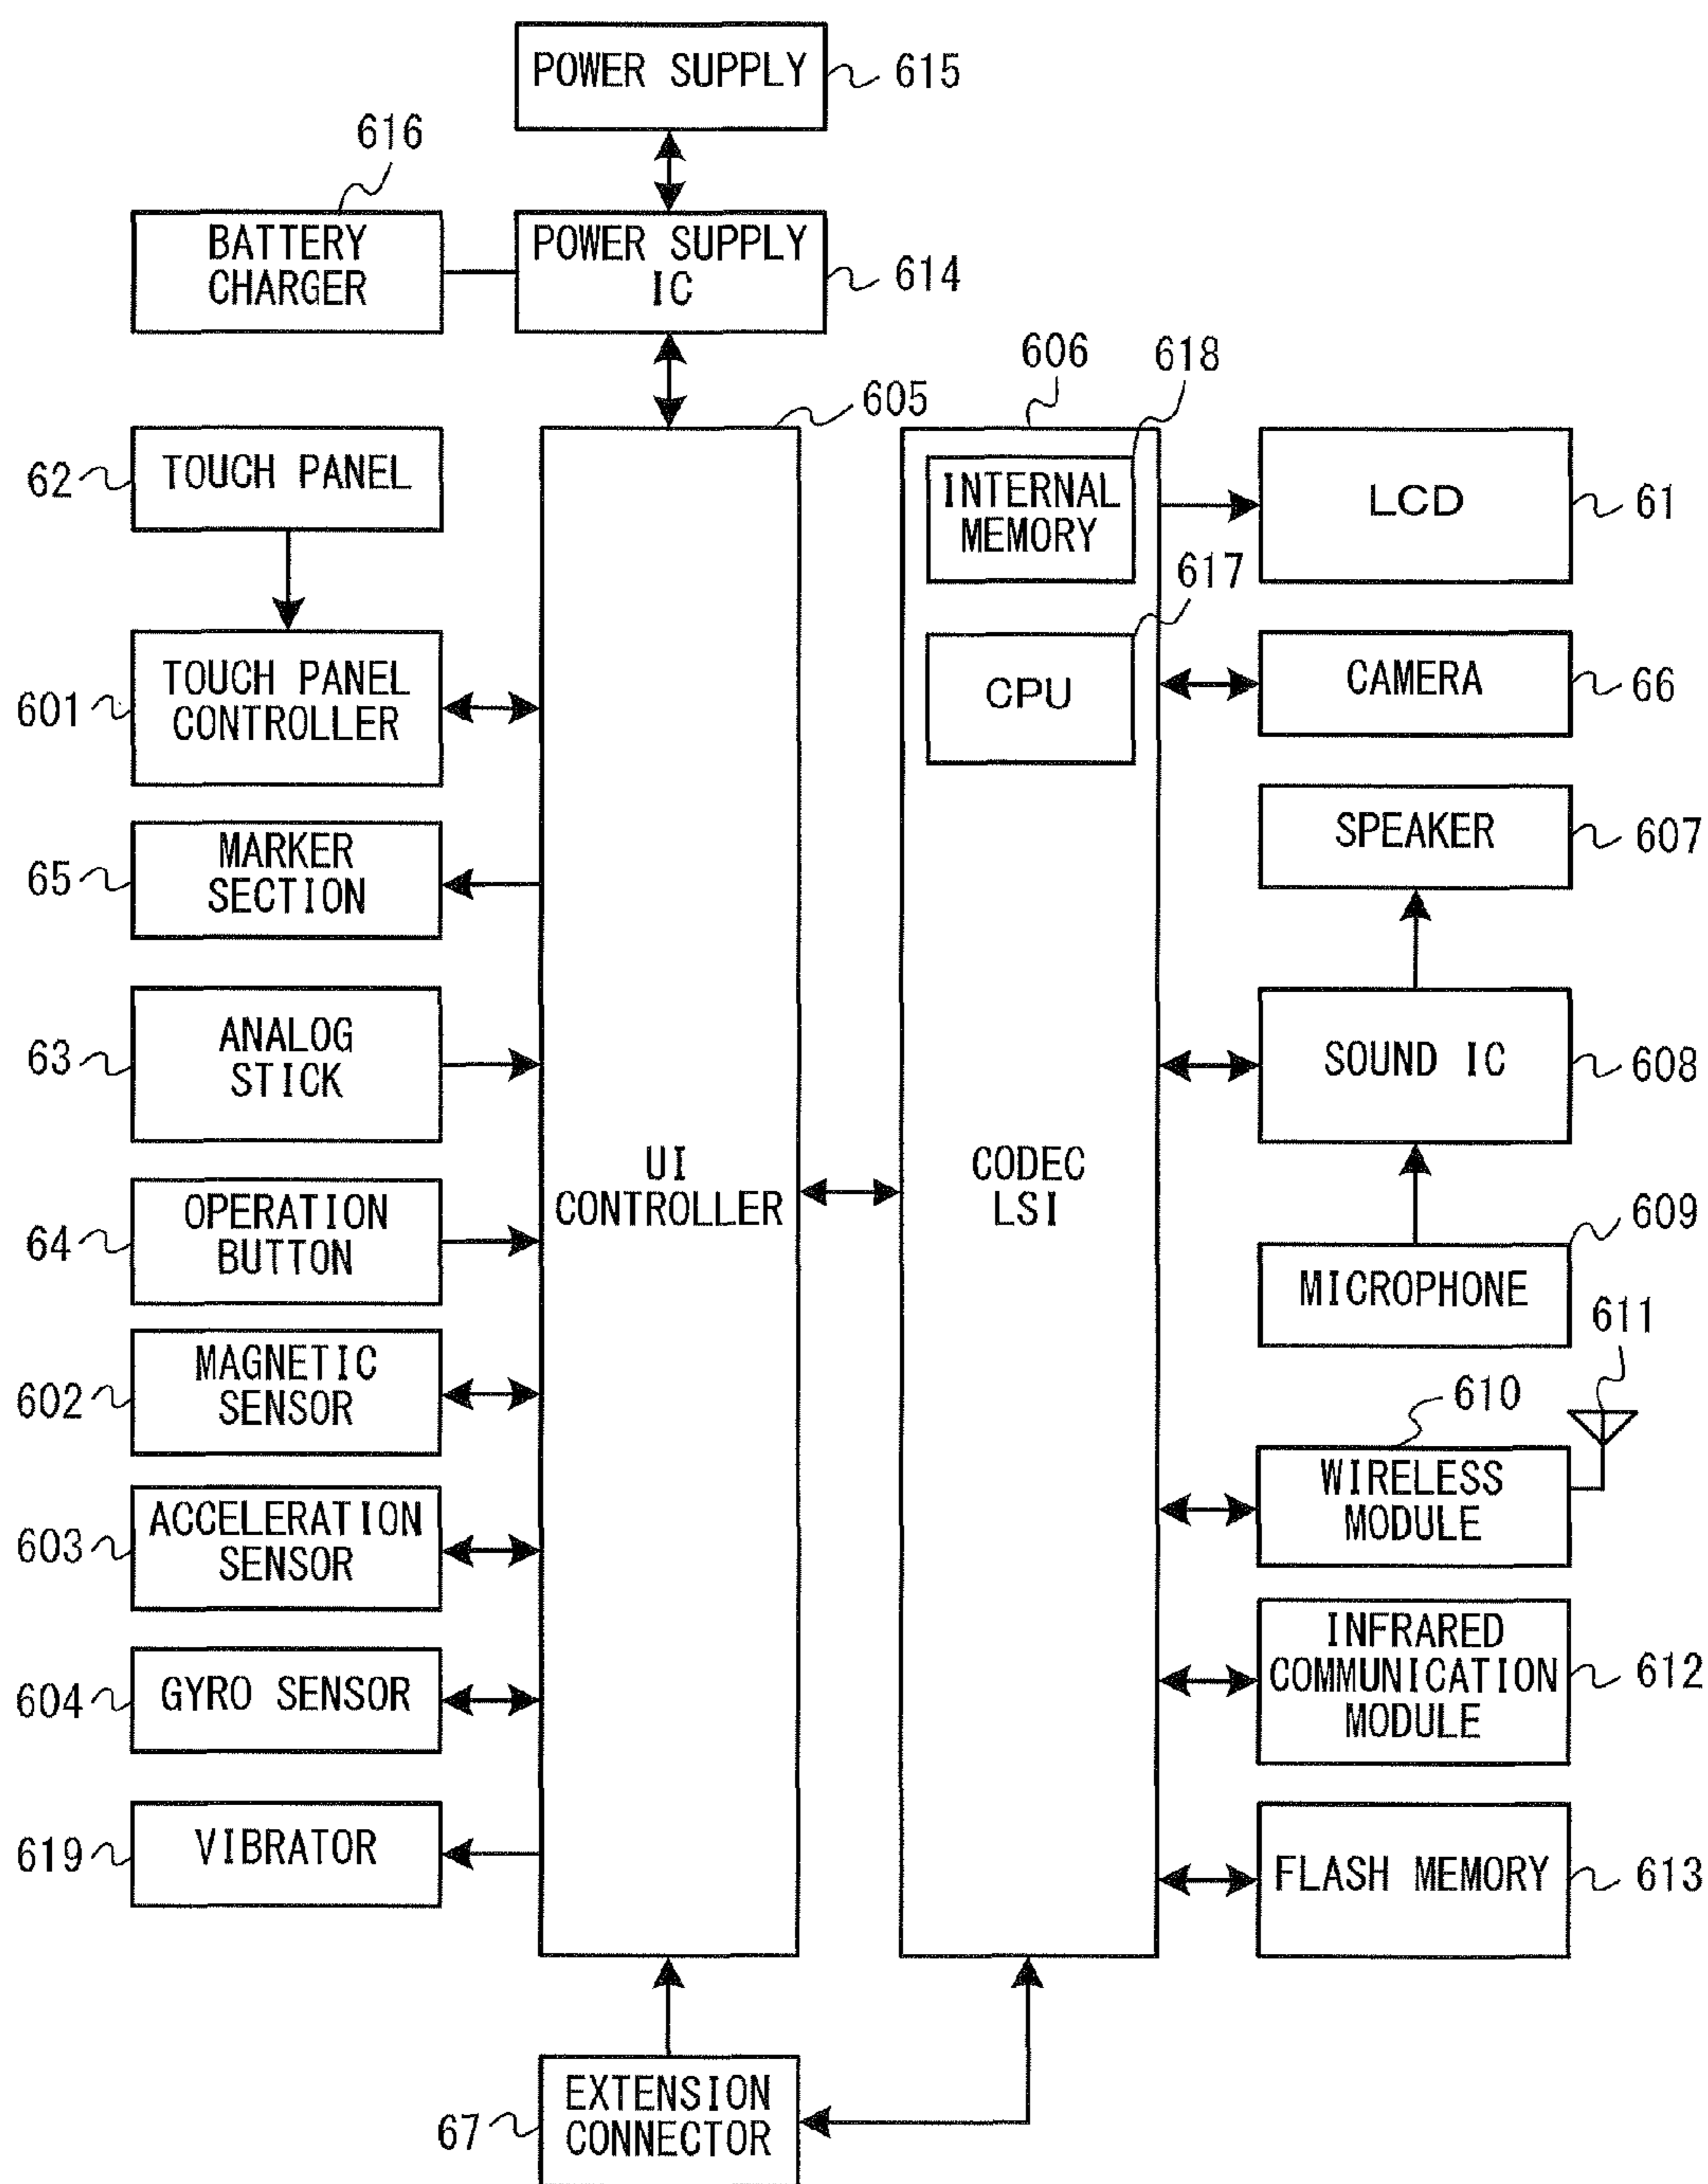 POWER SUPPLY
615
616
BATTERY
CHARGER
POWER SUPPLY
IC
614
605
606
618
62
TOUCH PANEL
INTERNAL
MEMORY
LCD
61
617
601
TOUCH PANEL
CONTROLLER
CPU
CAMERA
66
65
MARKER
SECTION
SPEAKER
607
63
ANALOG
STICK
SOUND IC
608
UI
CONTROLLER
CODEC
LSI
64
OPERATION
BUTTON
609
MICROPHONE
611
602
MAGNETIC
SENSOR
610
WIRELESS
MODULE
603
ACCELERATION
SENSOR
604
GYRO SENSOR
INFRARED
COMMUNICATION
MODULE
612
619
VIBRATOR
FLASH MEMORY
613
67
EXTENSION
CONNECTOR